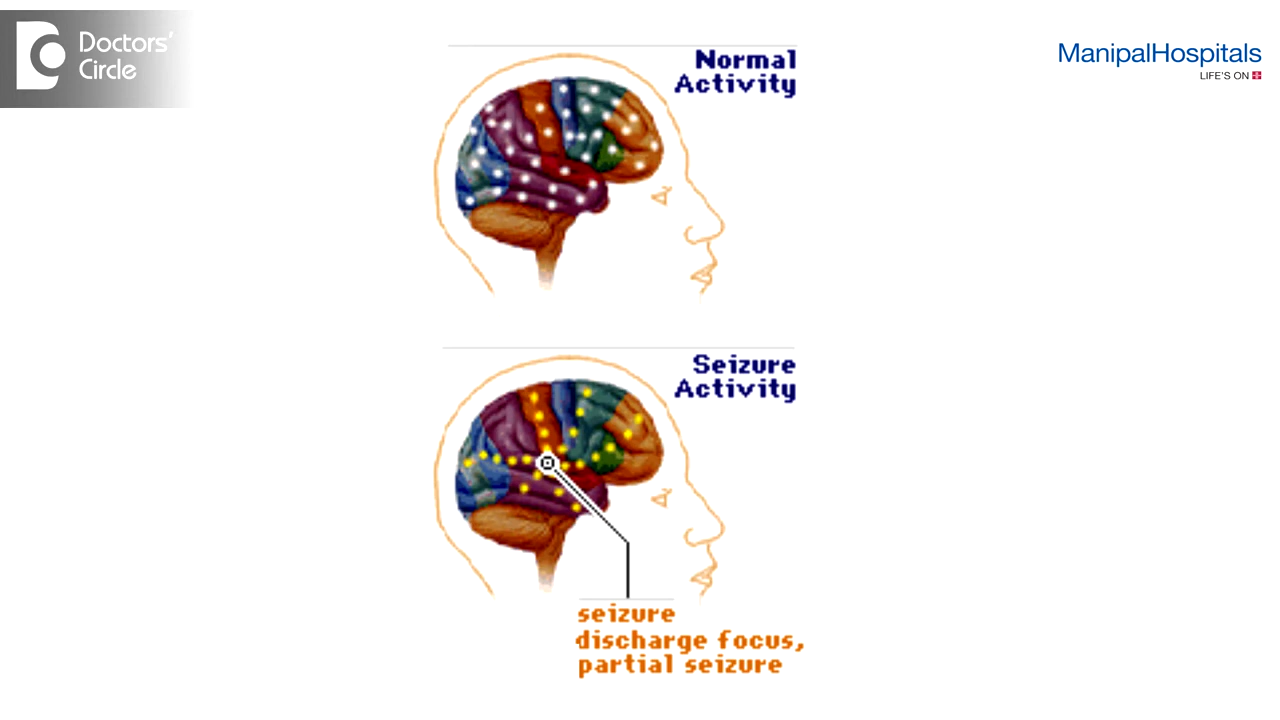 Doctors'
Circle
ManipalHospitals
LIFE'S ON
Normal
Activity
Seizure
Activity
seizure
discharge focus,
partial seizure